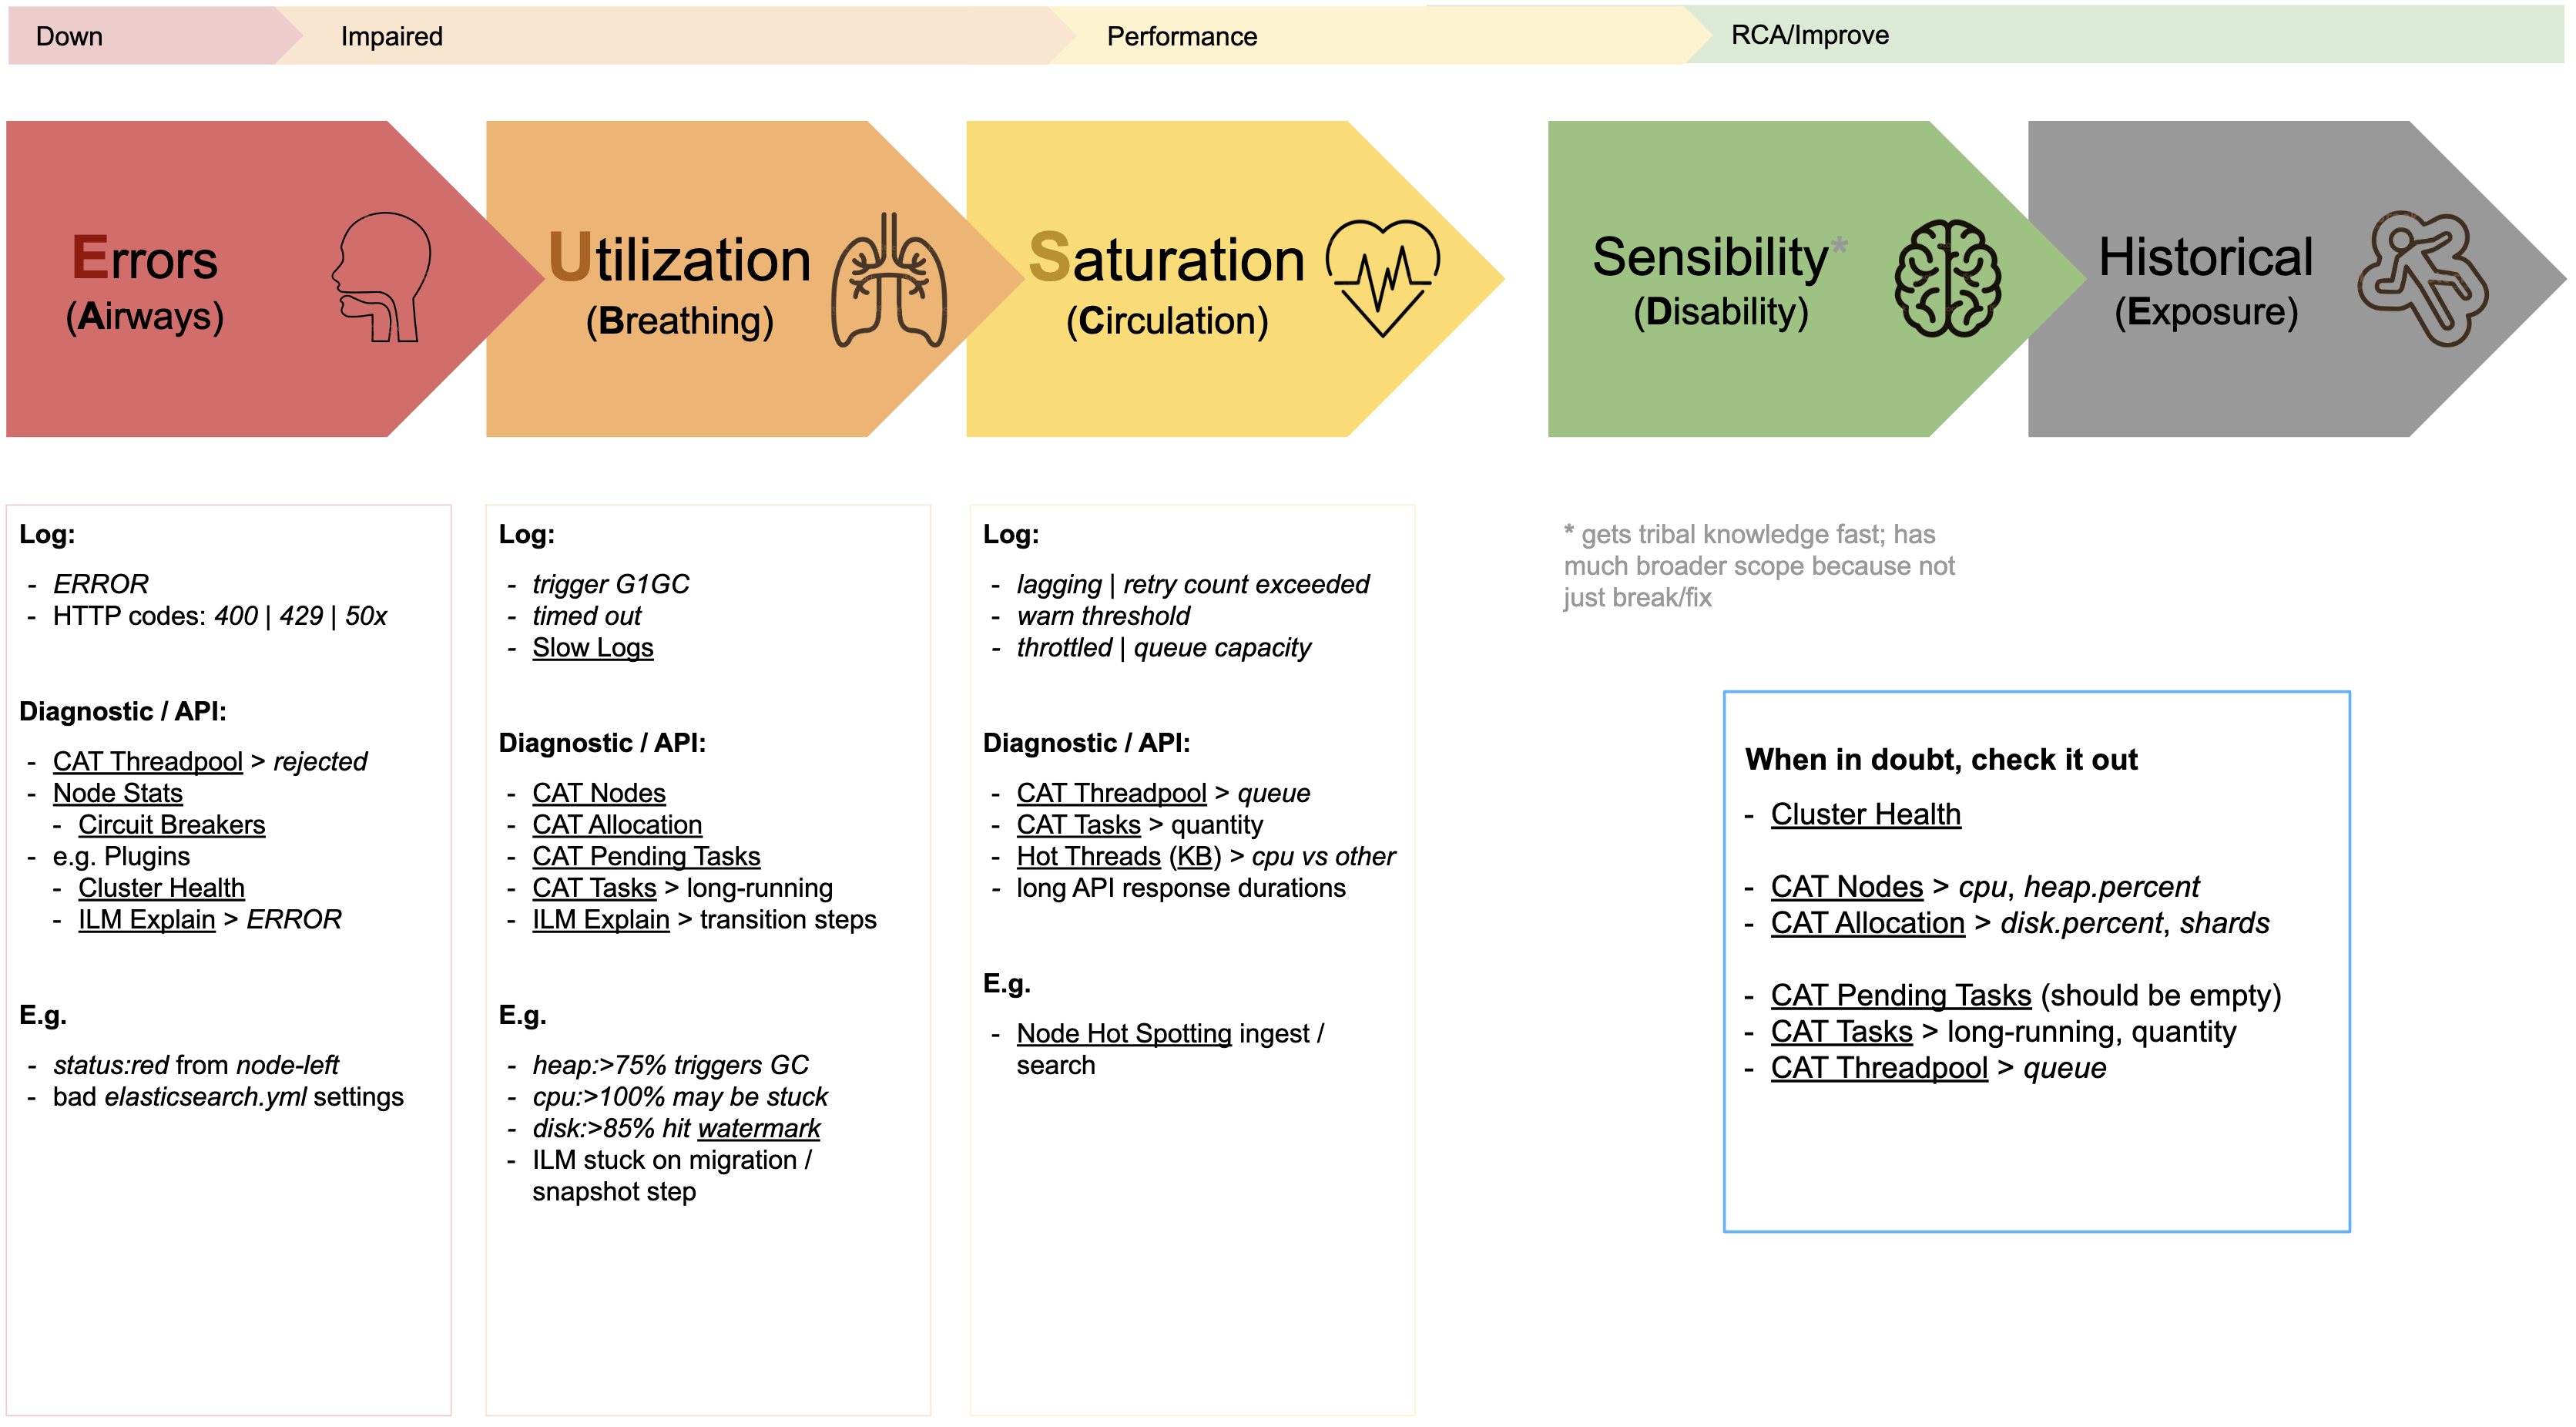 Down
Impaired
Performance
RCA/Improve
Errors
(Airways)
Utilization
(Breathing)
Saturation
(Circulation)
Sensibility*
(Disability)
Historical
(Exposure)
Log:
- ERROR
- HTTP codes: 400 | 429 | 50x
Diagnostic / API:
- CAT Threadpool > rejected
- Node Stats
- Circuit Breakers
- e.g. Plugins
- Cluster Health
- ILM Explain > ERROR
E.g.
- status:red from node-left
- bad elasticsearch.yml settings
Log:
- trigger G1GC
- timed out
- Slow Logs
Diagnostic / API:
- CAT Nodes
- CAT Allocation
- CAT Pending Tasks
- CAT Tasks > long-running
- ILM Explain > transition steps
E.g.
- heap:>75% triggers GC
- cpu:>100% may be stuck
- disk:>85% hit watermark
- ILM stuck on migration /
snapshot step
Log:
- lagging | retry count exceeded
- warn threshold
- throttled | queue capacity
Diagnostic / API:
- CAT Threadpool > queue
- CAT Tasks > quantity
- Hot Threads (KB) > cpu vs other
- long API response durations
E.g.
- Node Hot Spotting ingest /
search
* gets tribal knowledge fast; has
much broader scope because not
just break/fix
When in doubt, check it out
- Cluster Health
- CAT Nodes > cpu, heap.percent
- CAT Allocation > disk.percent, shards
- CAT Pending Tasks (should be empty)
- CAT Tasks > long-running, quantity
- CAT Threadpool > queue